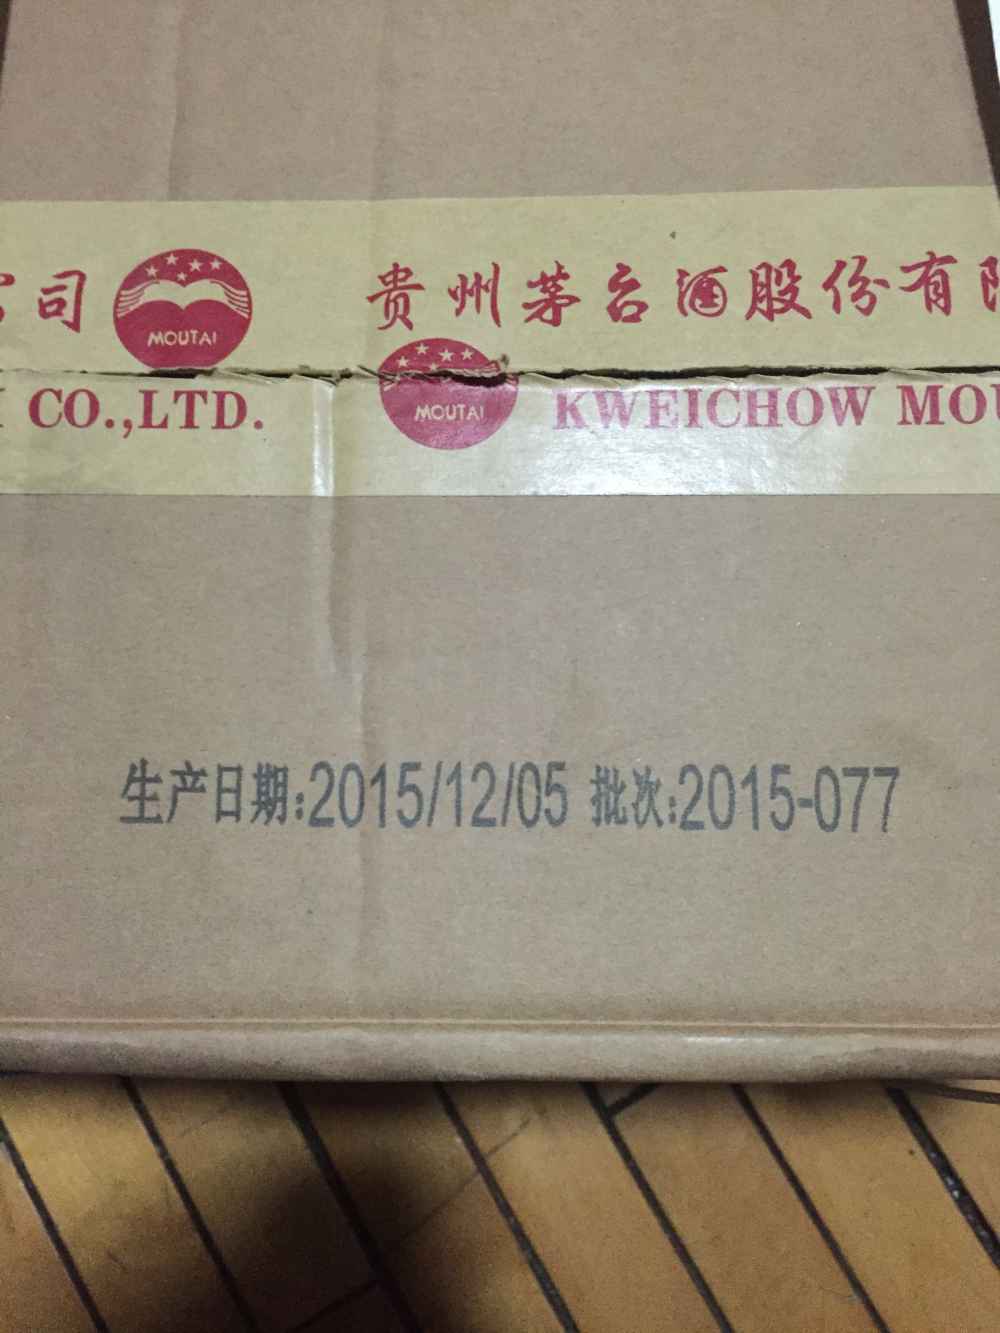 司 MOUTAI 贵州茅台酒股份有
CO.,LTD. MOUTAI KWEICHOW MOU
生产日期:2015/12/05 批次:2015-077